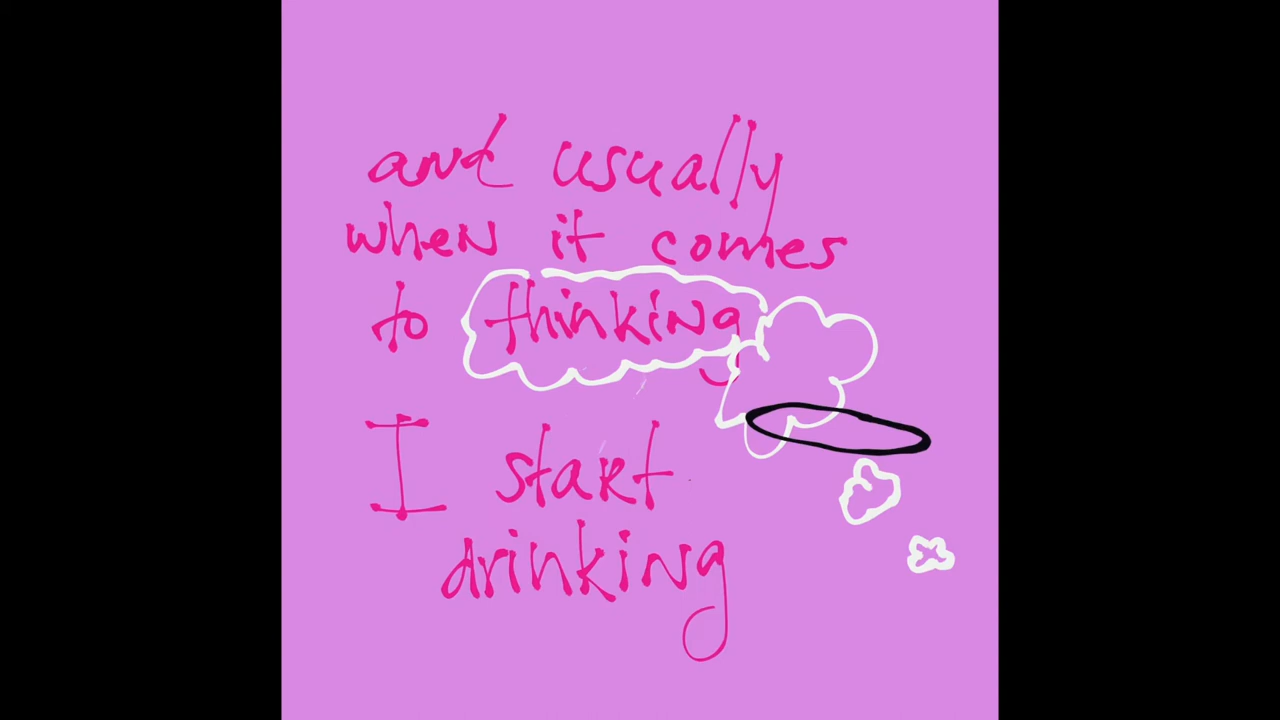 and usually
when it comes
to thinking
I start
drinking